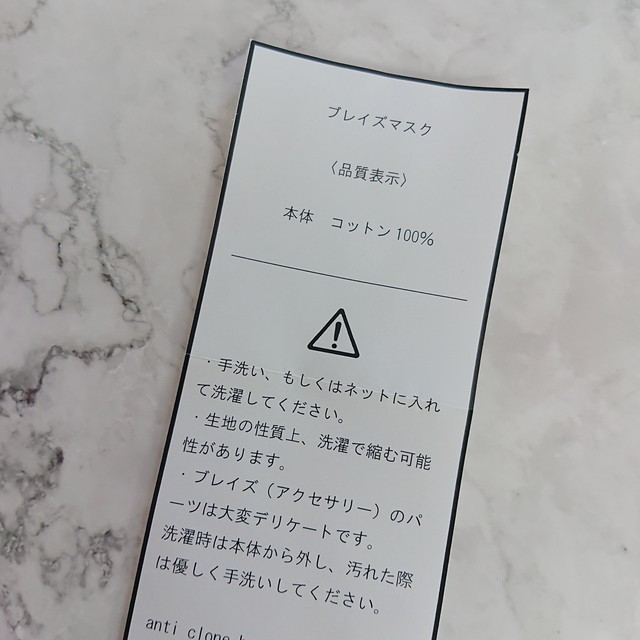 ブレイズマスク
〈品質表示〉
本体　コットン100%
・手洗い、もしくはネットに入れ
て洗濯してください。
・生地の性質上、洗濯で縮む可能
性があります。
・ブレイズ（アクセサリー）のパ
ーツは大変デリケートです。
洗濯時は本体から外し、汚れた際
は優しく手洗いしてください。
anti clone